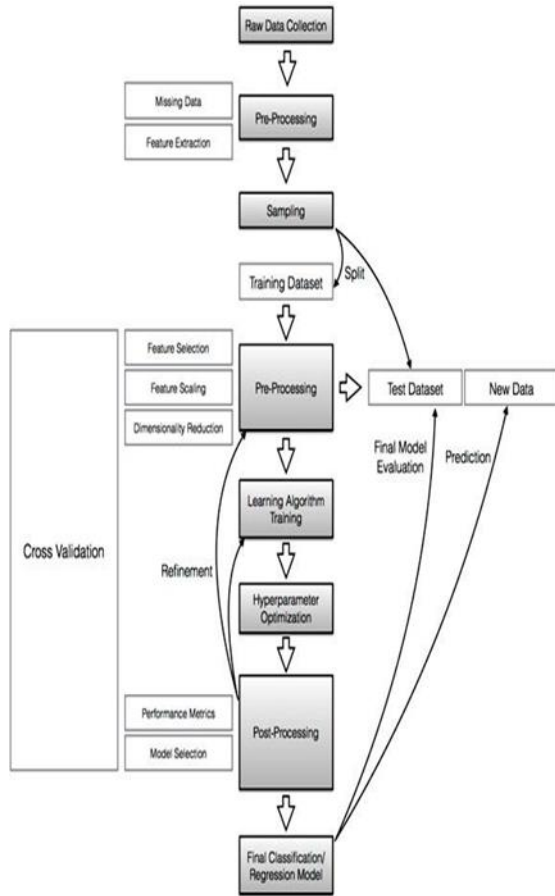 Raw Data Collection
Missing Data
Feature Extraction
Pre-Processing
Sampling
Split
Training Dataset
Feature Selection
Feature Scaling
Dimensionality Reduction
Pre-Processing
Test Dataset
New Data
Final Model
Evaluation
Prediction
Learning Algorithm
Training
Cross Validation
Refinement
Hyperparameter
Optimization
Performance Metrics
Model Selection
Post-Processing
Final Classification/
Regression Model